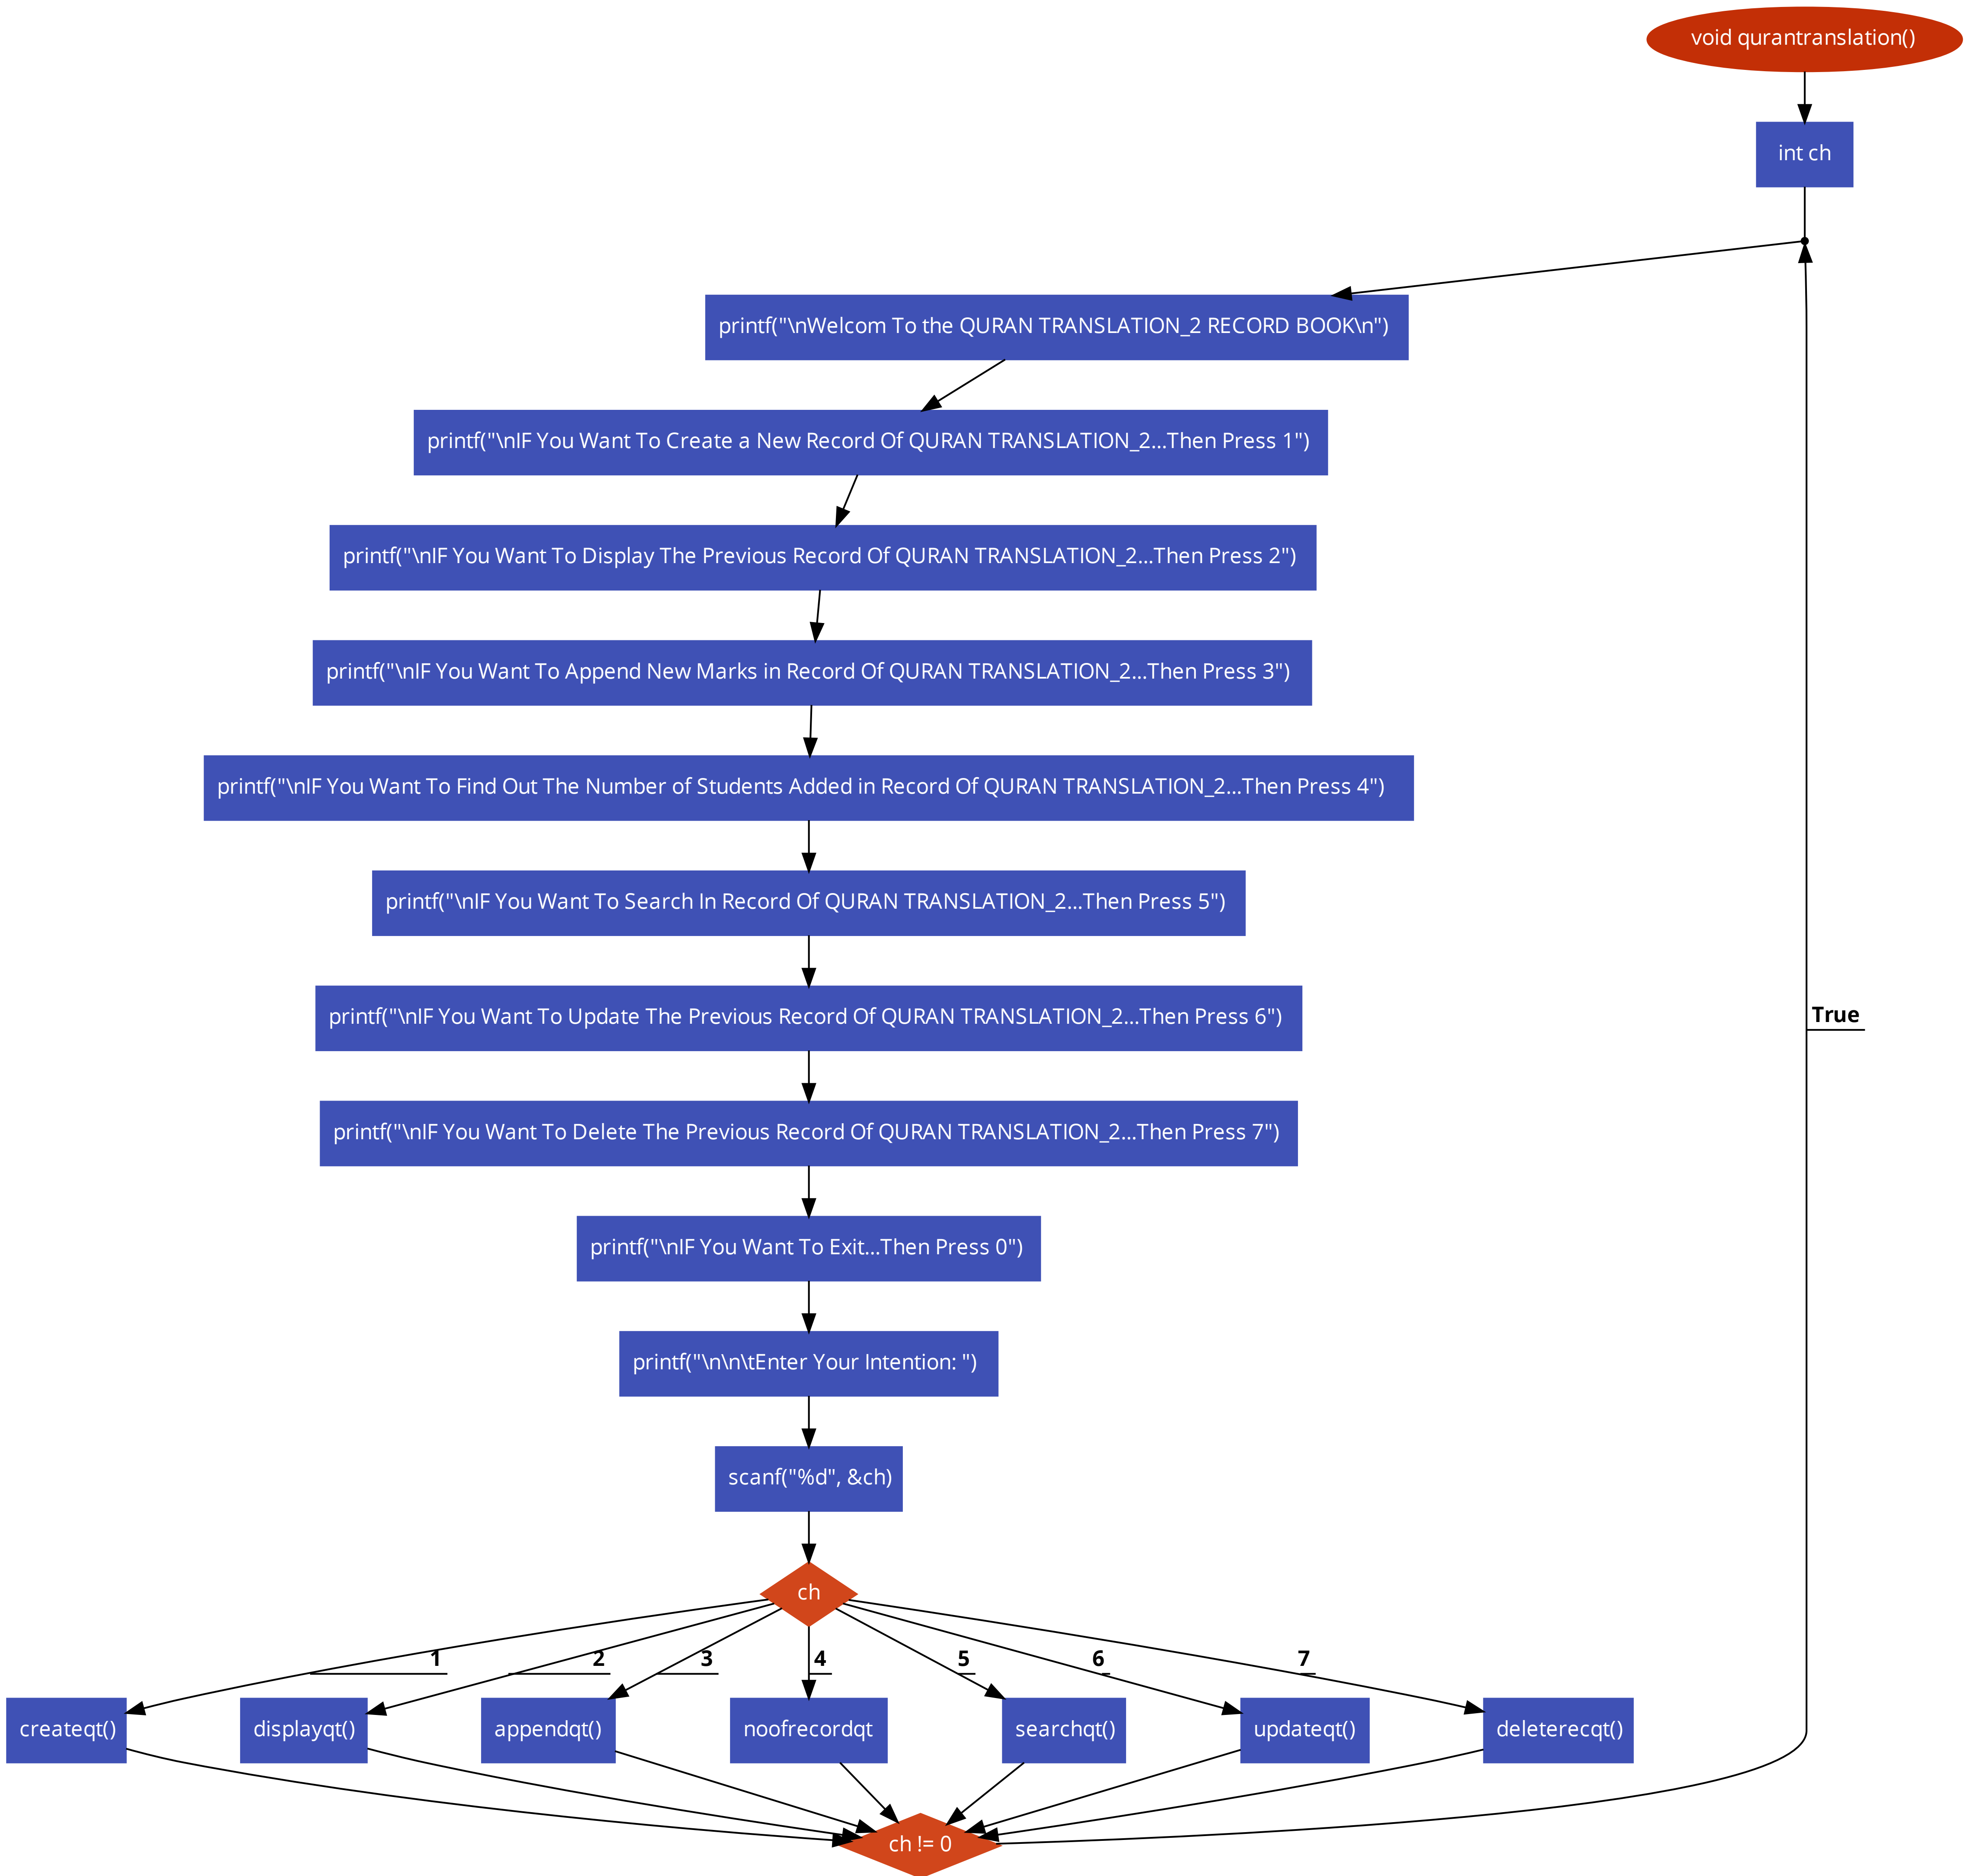 void qurantranslation()
int ch
printf("\nWelcom To the QURAN TRANSLATION_2 RECORD BOOK\n")
printf("\nIF You Want To Create a New Record Of QURAN TRANSLATION_2...Then Press 1")
printf("\nIF You Want To Display The Previous Record Of QURAN TRANSLATION_2...Then Press 2")
printf("\nIF You Want To Append New Marks in Record Of QURAN TRANSLATION_2...Then Press 3")
printf("\nIF You Want To Find Out The Number of Students Added in Record Of QURAN TRANSLATION_2...Then Press 4")
printf("\nIF You Want To Search In Record Of QURAN TRANSLATION_2...Then Press 5")
printf("\nIF You Want To Update The Previous Record Of QURAN TRANSLATION_2...Then Press 6")
True
printf("\nIF You Want To Delete The Previous Record Of QURAN TRANSLATION_2...Then Press 7")
printf("\nIF You Want To Exit...Then Press 0")
printf("\n\n\tEnter Your Intention: ")
scanf("%d", &ch)
ch
1
2
3
4
5
6
7
createqt()
displayqt()
appendqt()
noofrecordqt
searchqt()
updateqt()
deleterecqt()
ch != 0